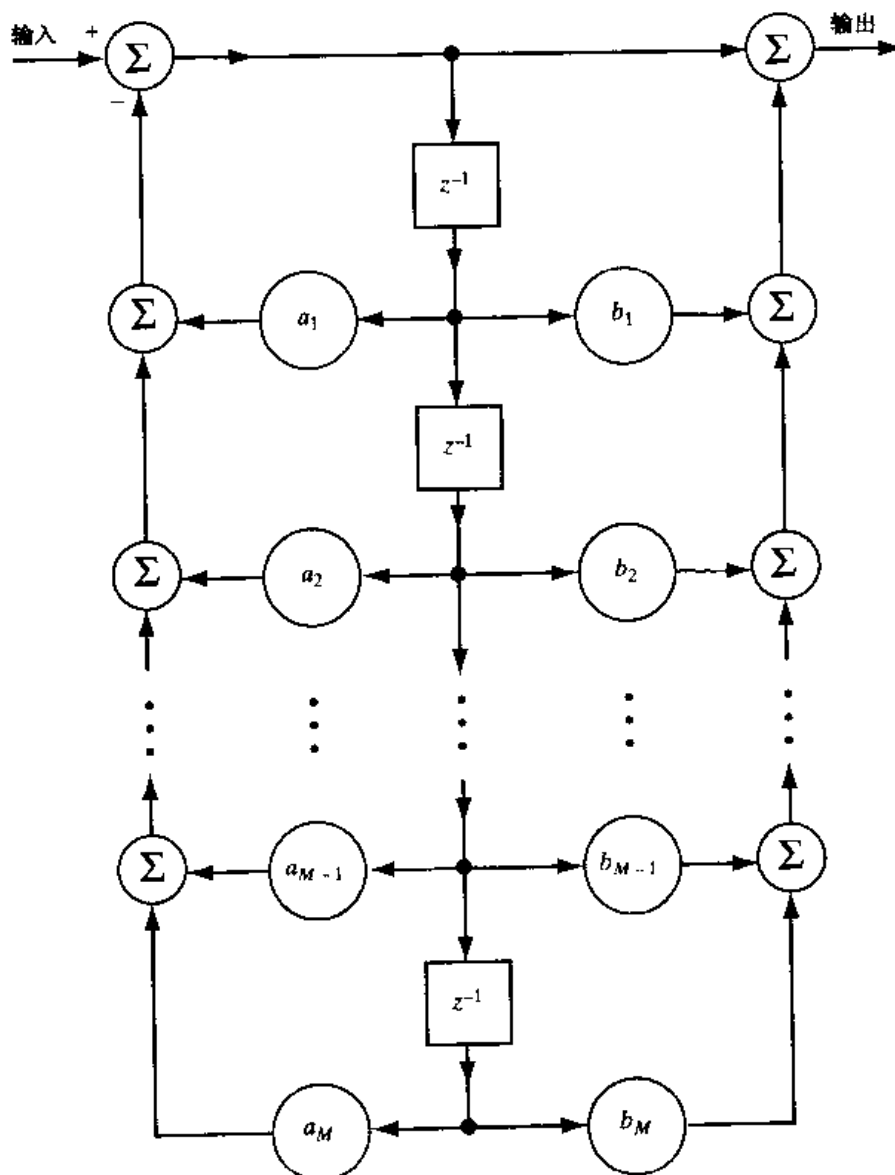 输入 + Σ Σ 输出
−
z⁻¹
Σ a₁ b₁ Σ
z⁻¹
Σ a₂ b₂ Σ
Σ a_{M-1} b_{M-1} Σ
z⁻¹
a_M b_M